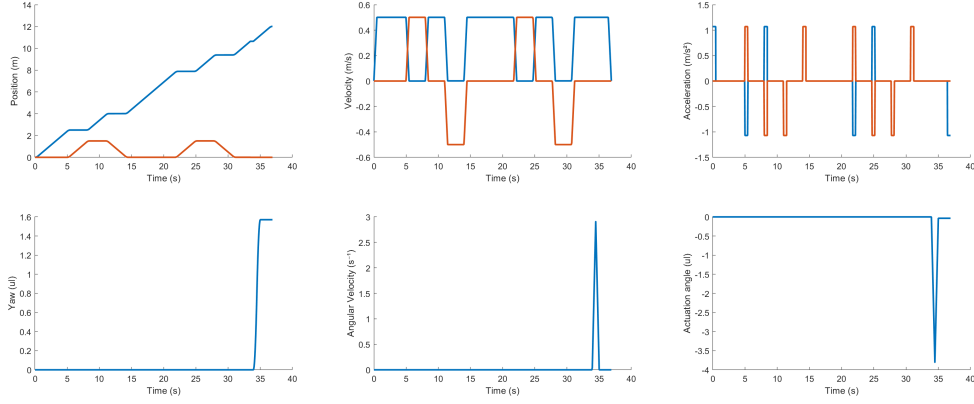 Position (m)
14
12
10
8
6
4
2
0
0 5 10 15 20 25 30 35 40
Time (s)
Velocity (m/s)
0.6
0.4
0.2
0
-0.2
-0.4
-0.6
0 5 10 15 20 25 30 35 40
Time (s)
Acceleration (m/s²)
1.5
1
0.5
0
-0.5
-1
-1.5
0 5 10 15 20 25 30 35 40
Time (s)
Yaw (ul)
1.6
1.4
1.2
1
0.8
0.6
0.4
0.2
0
0 5 10 15 20 25 30 35 40
Time (s)
Angular Velocity (s⁻¹)
3
2.5
2
1.5
1
0.5
0
0 5 10 15 20 25 30 35 40
Time (s)
Actuation angle (ul)
0
-0.5
-1
-1.5
-2
-2.5
-3
-3.5
-4
0 5 10 15 20 25 30 35 40
Time (s)